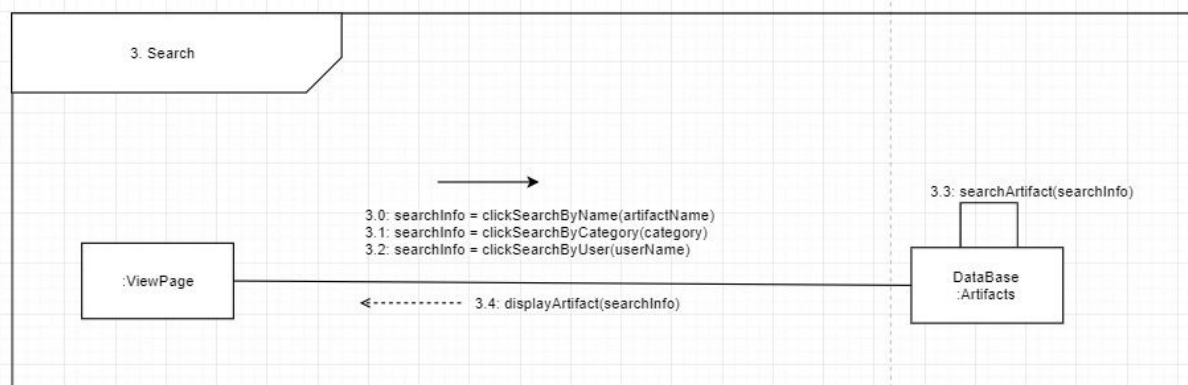 3. Search
3.3: searchArtifact(searchInfo)
3.0: searchInfo = clickSearchByName(artifactName)
3.1: searchInfo = clickSearchByCategory(category)
3.2: searchInfo = clickSearchByUser(userName)
:ViewPage
DataBase
:Artifacts
3.4: displayArtifact(searchInfo)